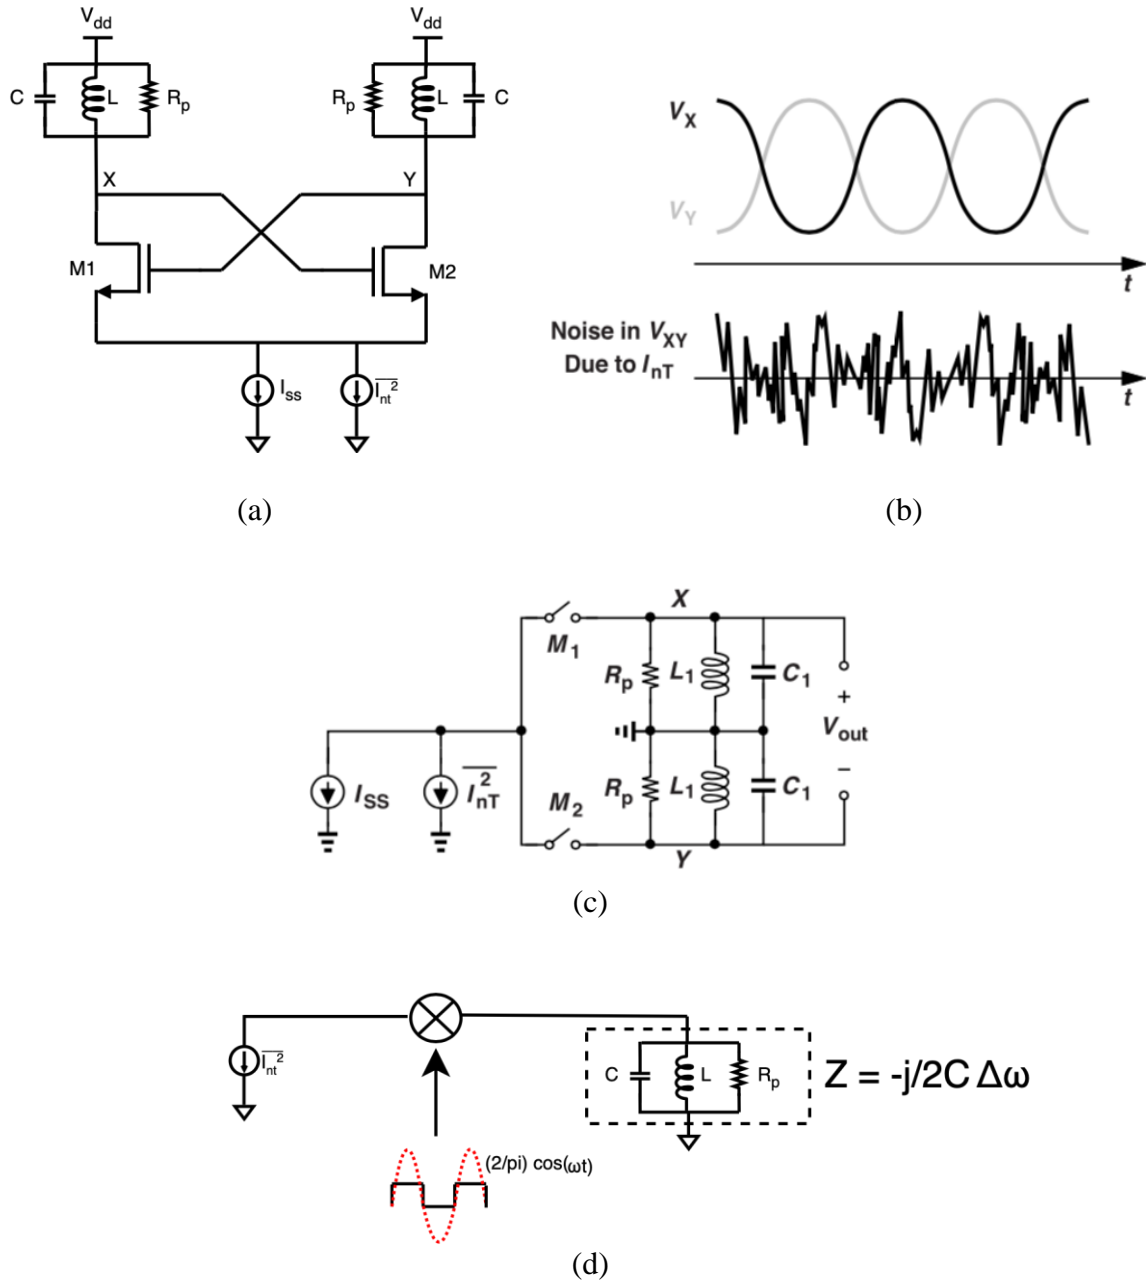 Vdd Vdd
C L Rp Rp L C
X Y
M1 M2
Iss Int²
(a)
VX
VY
t
Noise in VXY
Due to InT
t
(b)
X
M1
Rp L1 C1
+
Vout
−
ISS InT² M2 Rp L1 C1
Y
(c)
Int² C L Rp Z = -j/2C Δω
(2/pi) cos(ωt)
(d)